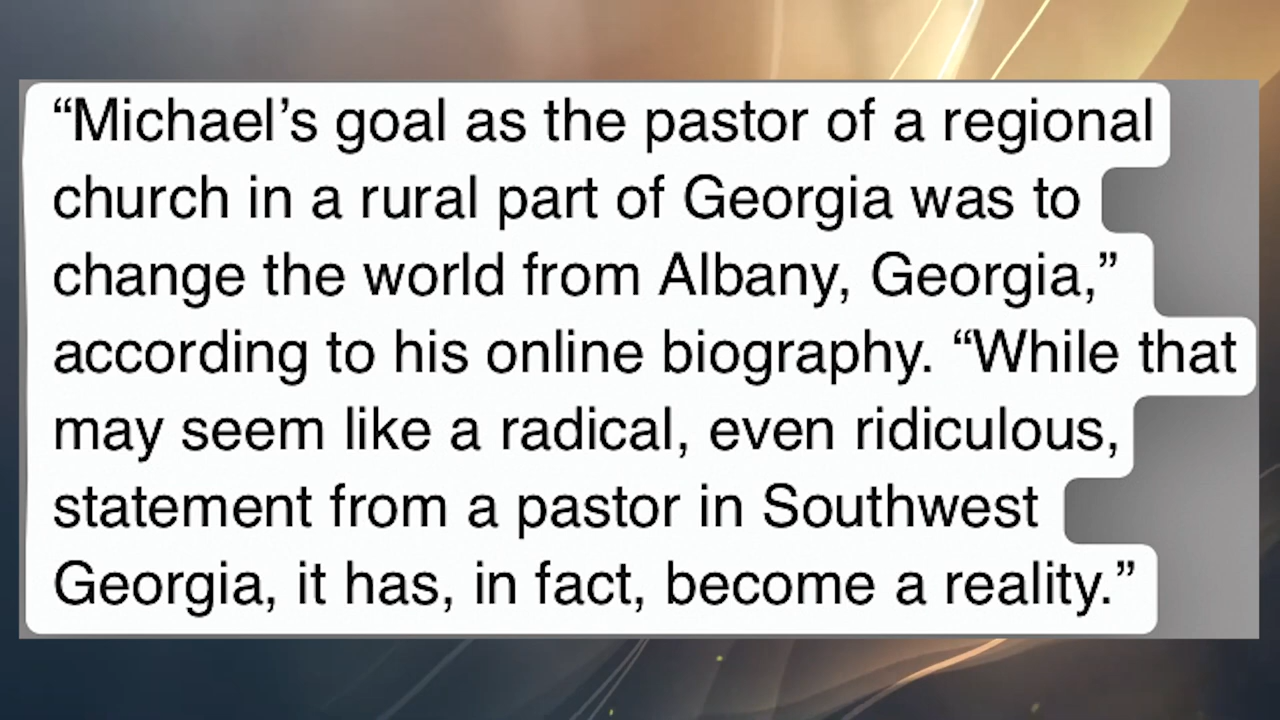 “Michael’s goal as the pastor of a regional
church in a rural part of Georgia was to
change the world from Albany, Georgia,”
according to his online biography. “While that
may seem like a radical, even ridiculous,
statement from a pastor in Southwest
Georgia, it has, in fact, become a reality.”